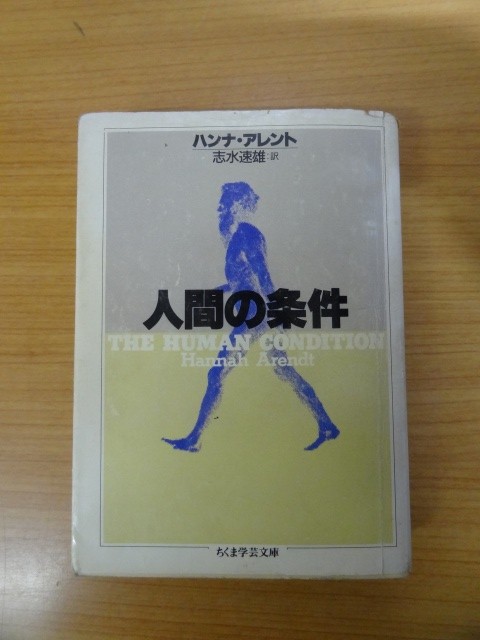 ハンナ・アレント
志水速雄:訳
人間の条件
THE HUMAN CONDITION
Hannah Arendt
ちくま学芸文庫